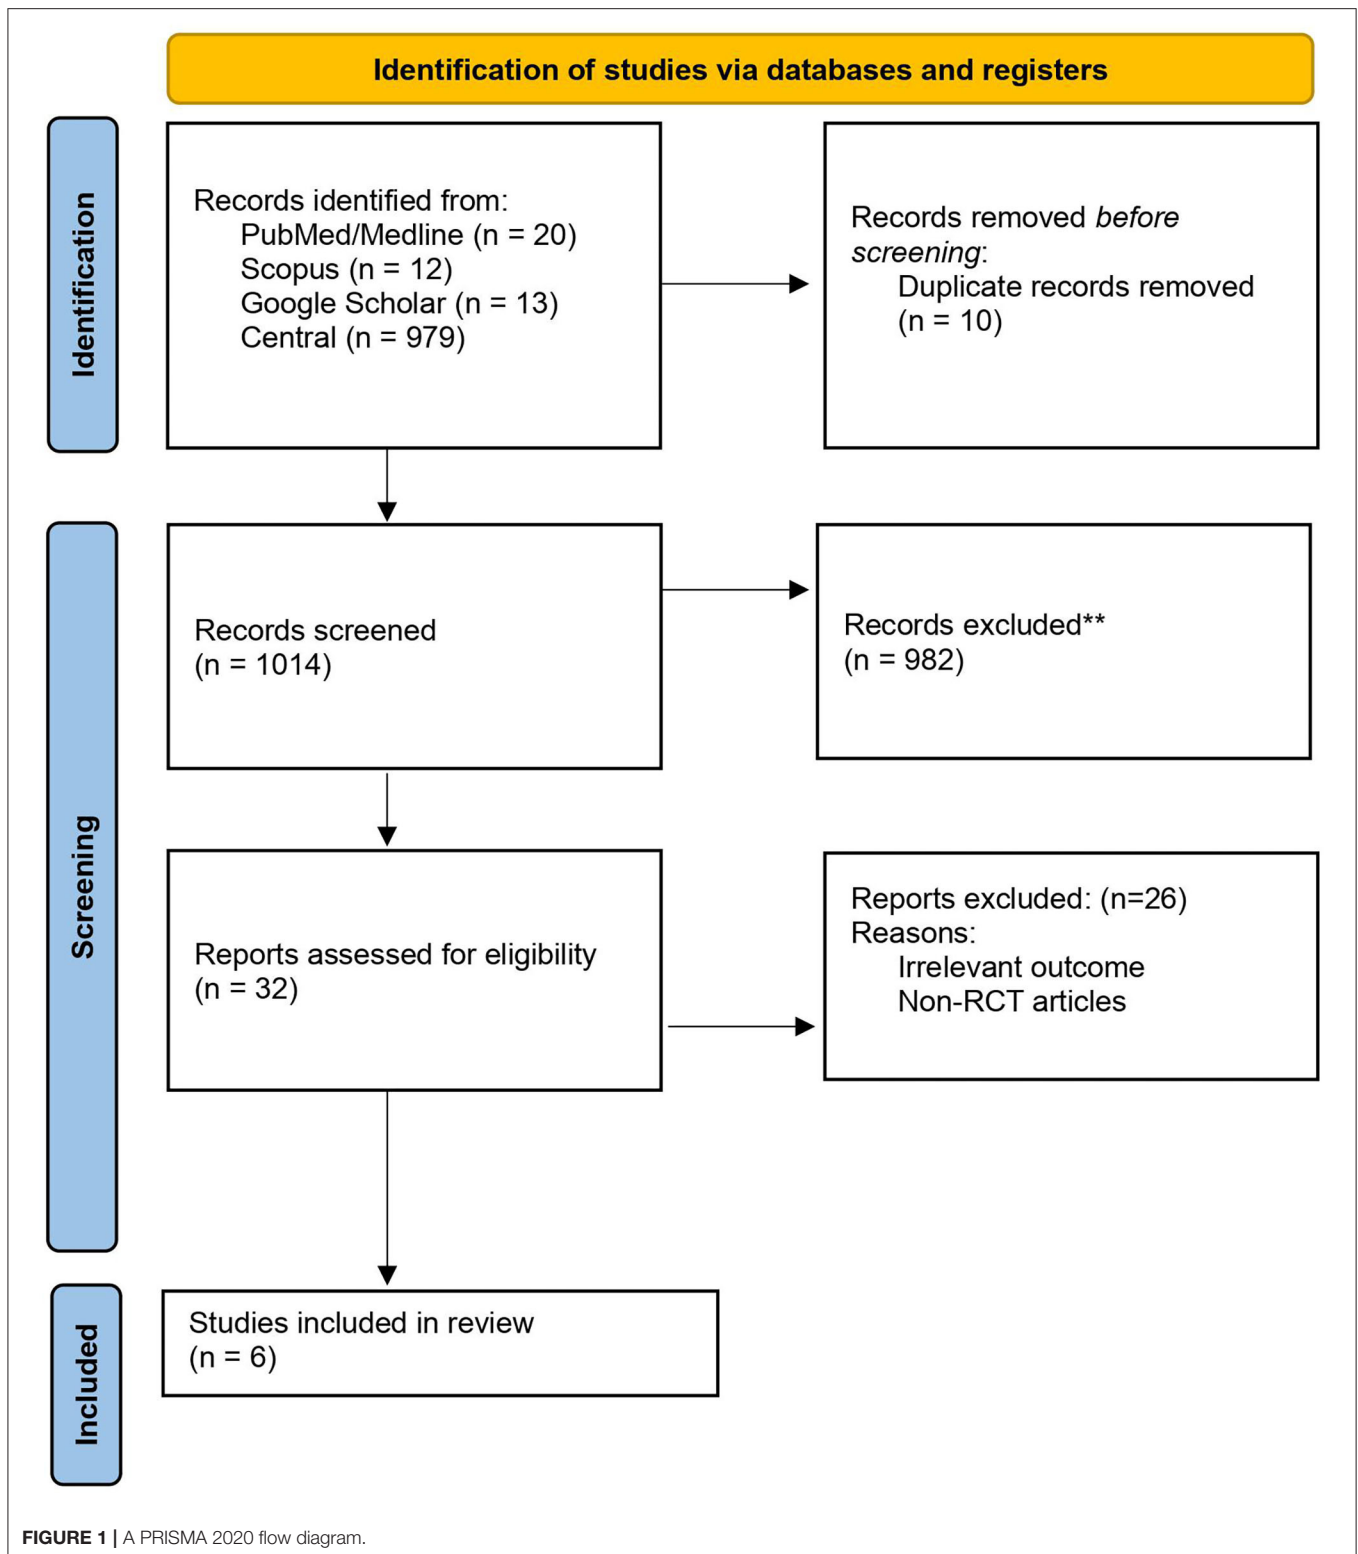 Identification of studies via databases and registers
Identification
Records identified from:
PubMed/Medline (n = 20)
Scopus (n = 12)
Google Scholar (n = 13)
Central (n = 979)
Records removed before
screening:
Duplicate records removed
(n = 10)
Screening
Records screened
(n = 1014)
Records excluded**
(n = 982)
Reports assessed for eligibility
(n = 32)
Reports excluded: (n=26)
Reasons:
Irrelevant outcome
Non-RCT articles
Included
Studies included in review
(n = 6)
FIGURE 1 | A PRISMA 2020 flow diagram.